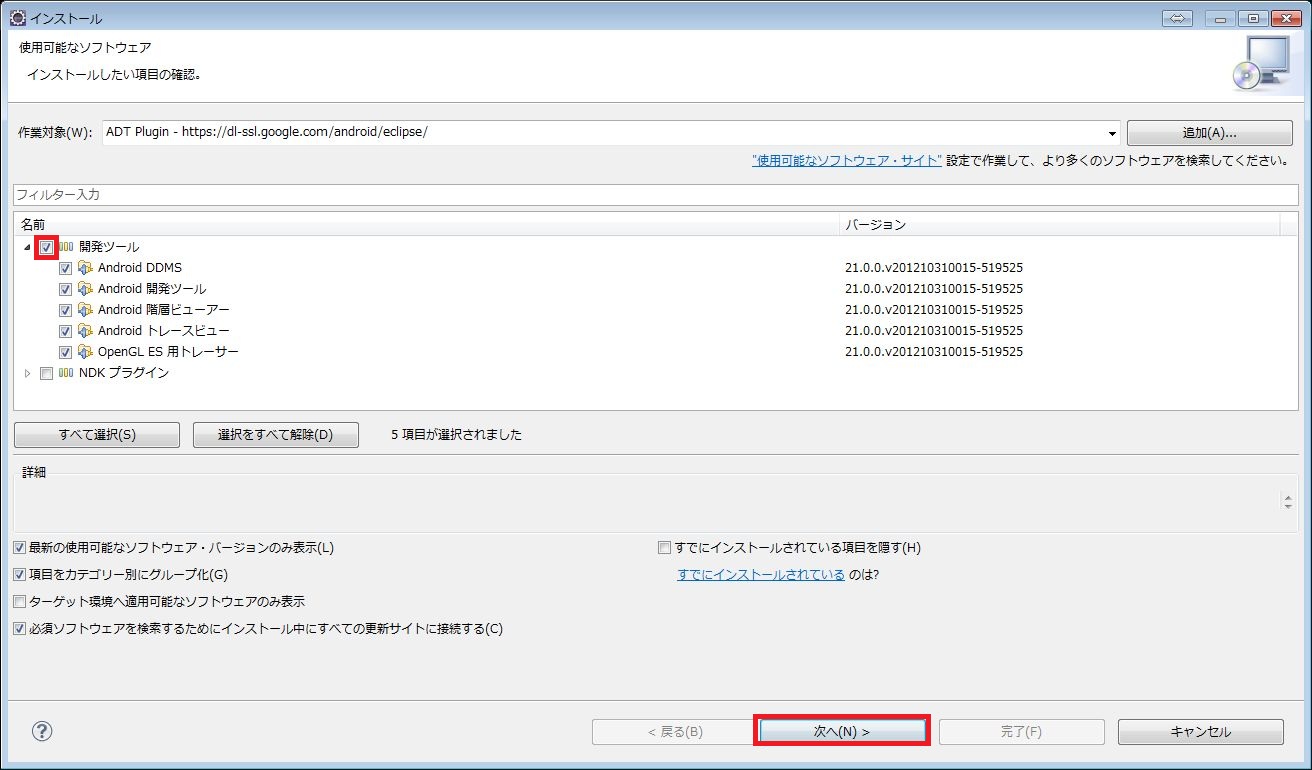 インストール
使用可能なソフトウェア
インストールしたい項目の確認。
作業対象(W): ADT Plugin - https://dl-ssl.google.com/android/eclipse/ 追加(A)...
"使用可能なソフトウェア・サイト" 設定で作業して、より多くのソフトウェアを検索してください。
フィルター入力
名前 バージョン
開発ツール
Android DDMS 21.0.0.v201210310015-519525
Android 開発ツール 21.0.0.v201210310015-519525
Android 階層ビューアー 21.0.0.v201210310015-519525
Android トレースビュー 21.0.0.v201210310015-519525
OpenGL ES 用トレーサー 21.0.0.v201210310015-519525
NDK プラグイン
すべて選択(S) 選択をすべて解除(D) 5 項目が選択されました
詳細
最新の使用可能なソフトウェア・バージョンのみ表示(L) すでにインストールされている項目を隠す(H)
項目をカテゴリー別にグループ化(G) すでにインストールされている のは?
ターゲット環境へ適用可能なソフトウェアのみ表示
必須ソフトウェアを検索するためにインストール中にすべての更新サイトに接続する(C)
? < 戻る(B) 次へ(N) > 完了(F) キャンセル